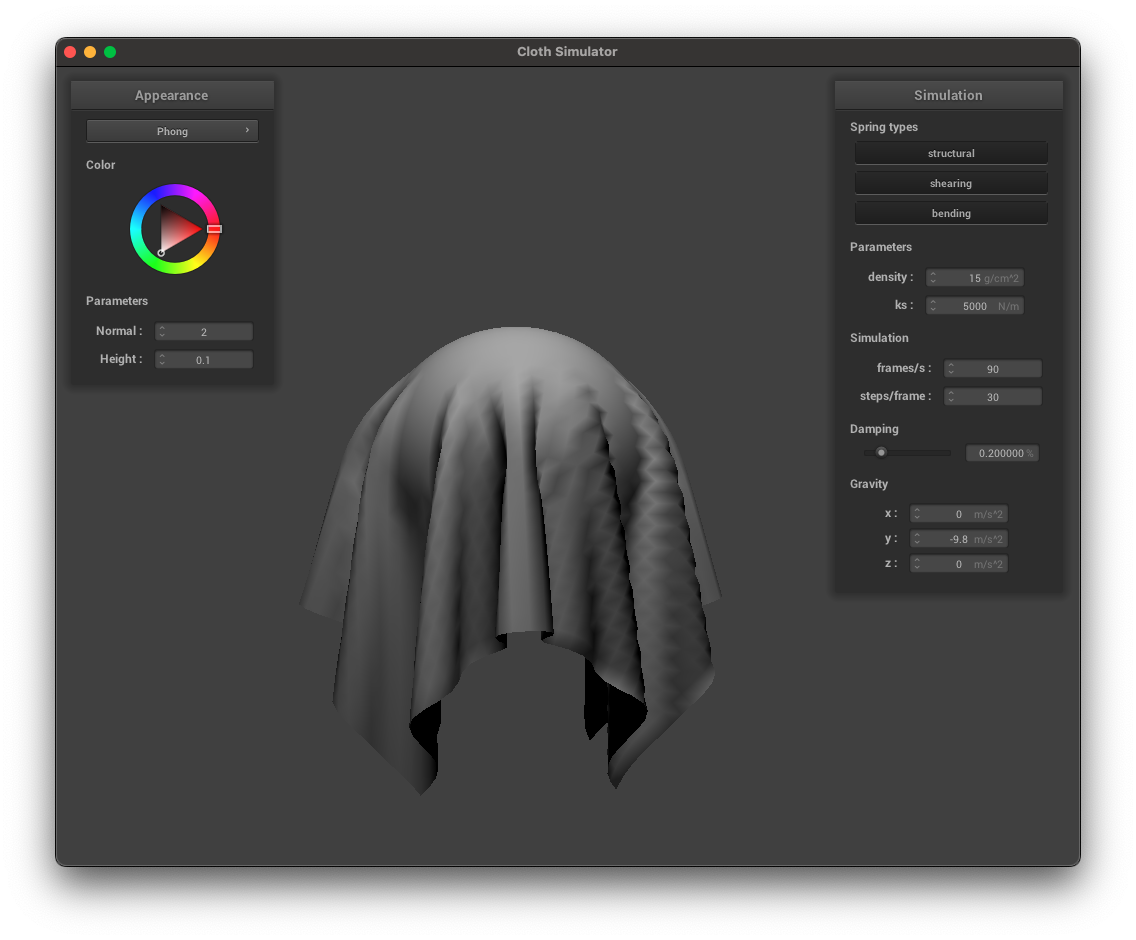 Cloth Simulator
Appearance
Phong ›
Color
Parameters
Normal : 2
Height : 0.1
Simulation
Spring types
structural
shearing
bending
Parameters
density : 15 g/cm^2
ks : 5000 N/m
Simulation
frames/s : 90
steps/frame : 30
Damping
0.200000 %
Gravity
x : 0 m/s^2
y : -9.8 m/s^2
z : 0 m/s^2